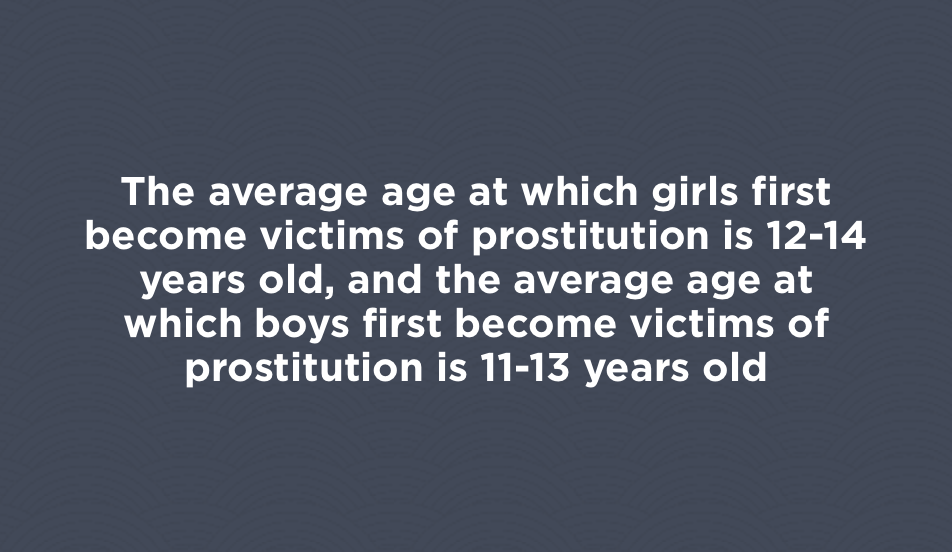 The average age at which girls first
become victims of prostitution is 12-14
years old, and the average age at
which boys first become victims of
prostitution is 11-13 years old